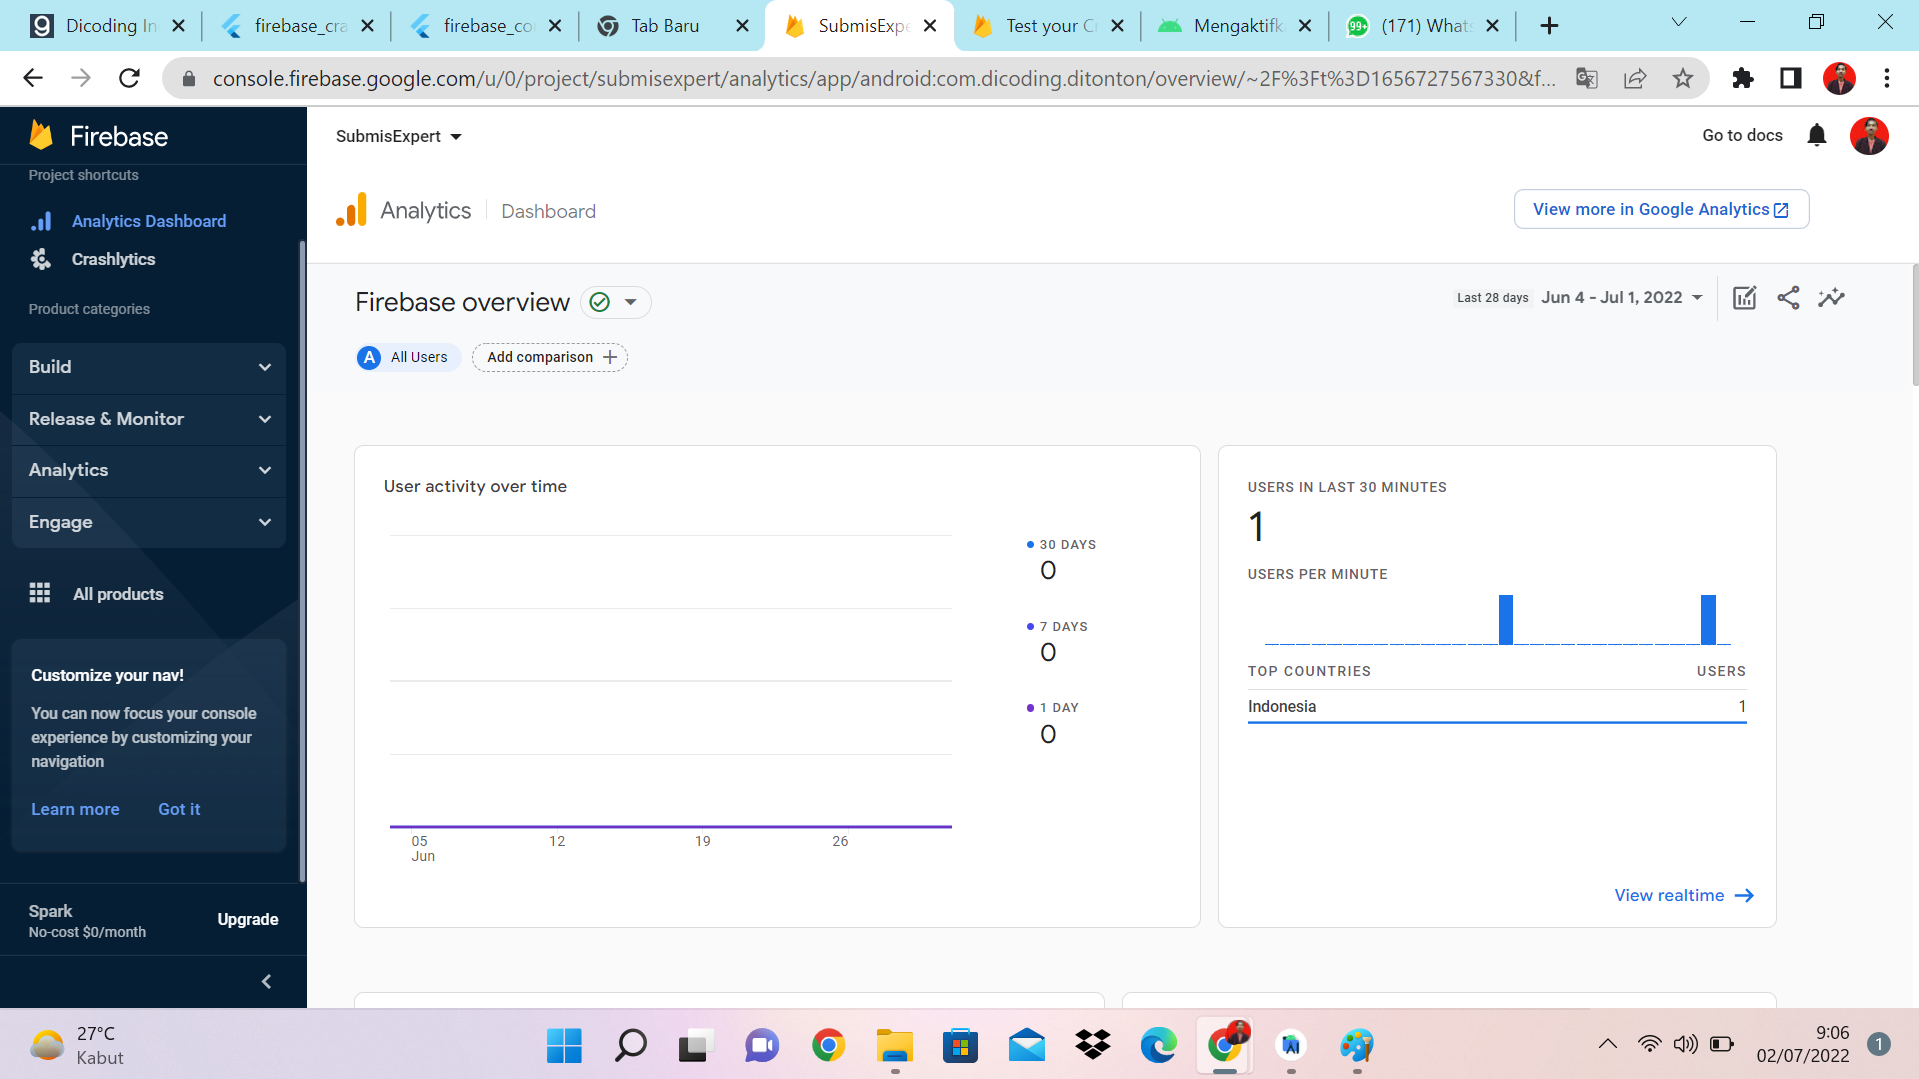 Dicoding In
firebase_cra
firebase_co
Tab Baru
SubmisExpe
Test your Cr
Mengaktifk
(171) Whats
console.firebase.google.com/u/0/project/submisexpert/analytics/app/android:com.dicoding.ditonton/overview/~2F%3Ft%3D1656727567330&f...
Firebase
SubmisExpert
Go to docs
Project shortcuts
Analytics Dashboard
Crashlytics
Product categories
Build
Release & Monitor
Analytics
Engage
All products
Customize your nav!
You can now focus your console
experience by customizing your
navigation
Learn more
Got it
Spark
No-cost $0/month
Upgrade
Analytics
Dashboard
View more in Google Analytics
Firebase overview
Last 28 days
Jun 4 - Jul 1, 2022
A
All Users
Add comparison
User activity over time
30 DAYS
0
7 DAYS
0
1 DAY
0
05
Jun
12
19
26
USERS IN LAST 30 MINUTES
1
USERS PER MINUTE
TOP COUNTRIES
USERS
Indonesia
1
View realtime
27°C
Kabut
9:06
02/07/2022
1